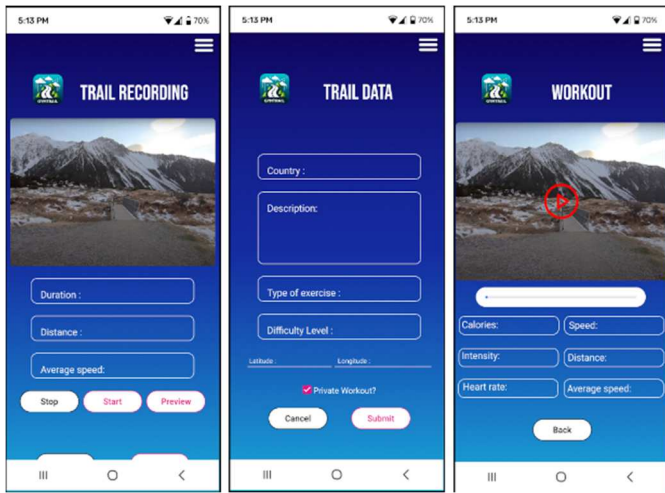 5:13 PM 70%
TRAIL RECORDING
Duration :
Distance :
Average speed:
Stop Start Preview
5:13 PM 70%
TRAIL DATA
Country :
Description:
Type of exercise :
Difficulty Level :
Latitude : Longitude :
Private Workout?
Cancel Submit
5:13 PM 70%
WORKOUT
Calories: Speed:
Intensity: Distance:
Heart rate: Average speed:
Back